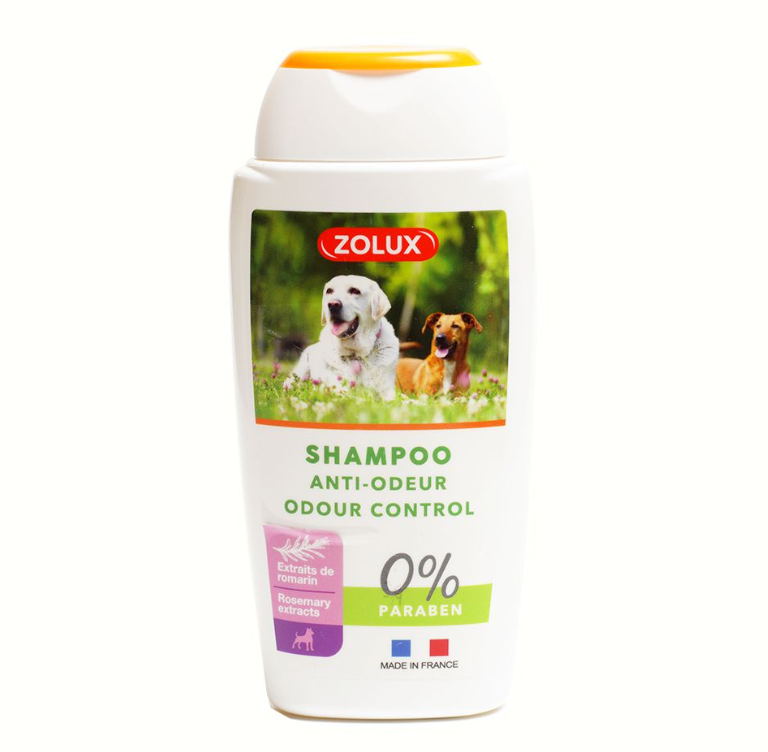 ZOLUX
SHAMPOO
ANTI-ODEUR
ODOUR CONTROL
Extraits de
romarin
Rosemary
extracts
0%
PARABEN
MADE IN FRANCE